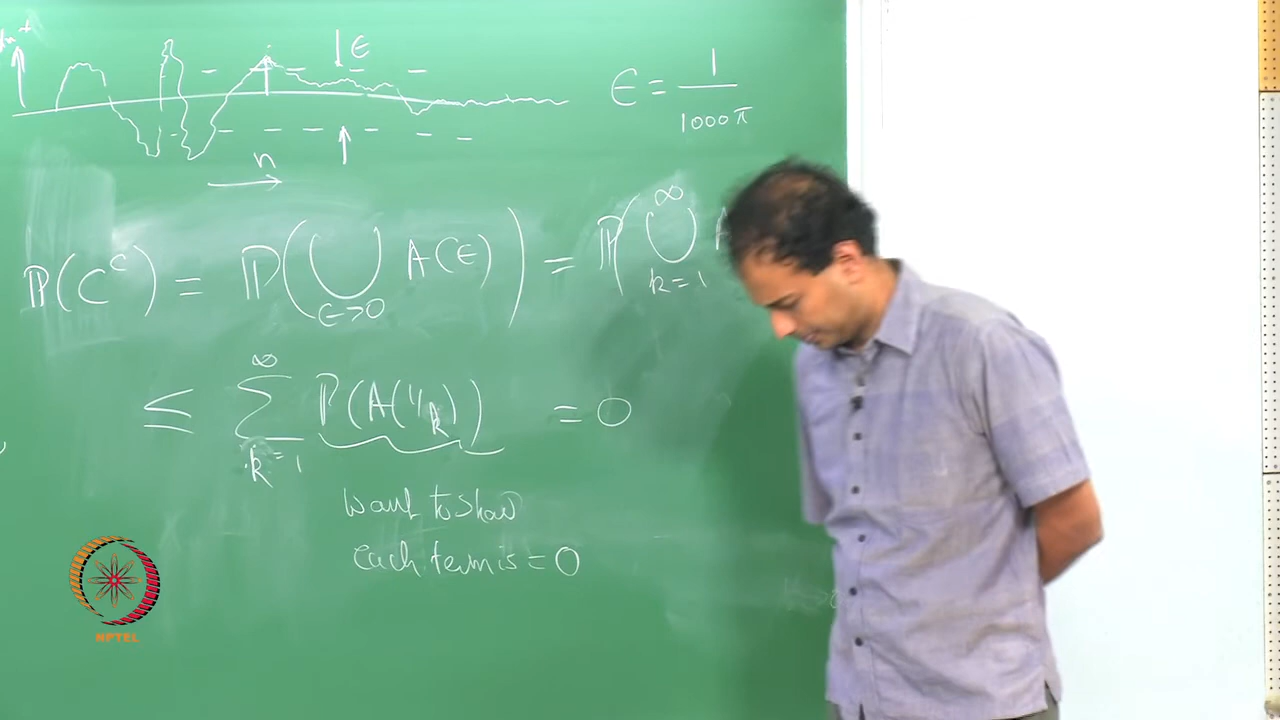 ϵ
ϵ = 1/1000π
n
ℙ(C^c) = ℙ(⋃_{ϵ>0} A(ϵ)) = ℙ(⋃_{k=1}^{∞} A
≤ ∑_{k=1}^{∞} ℙ(A(1/k)) = 0
want to show
each term is = 0
NPTEL